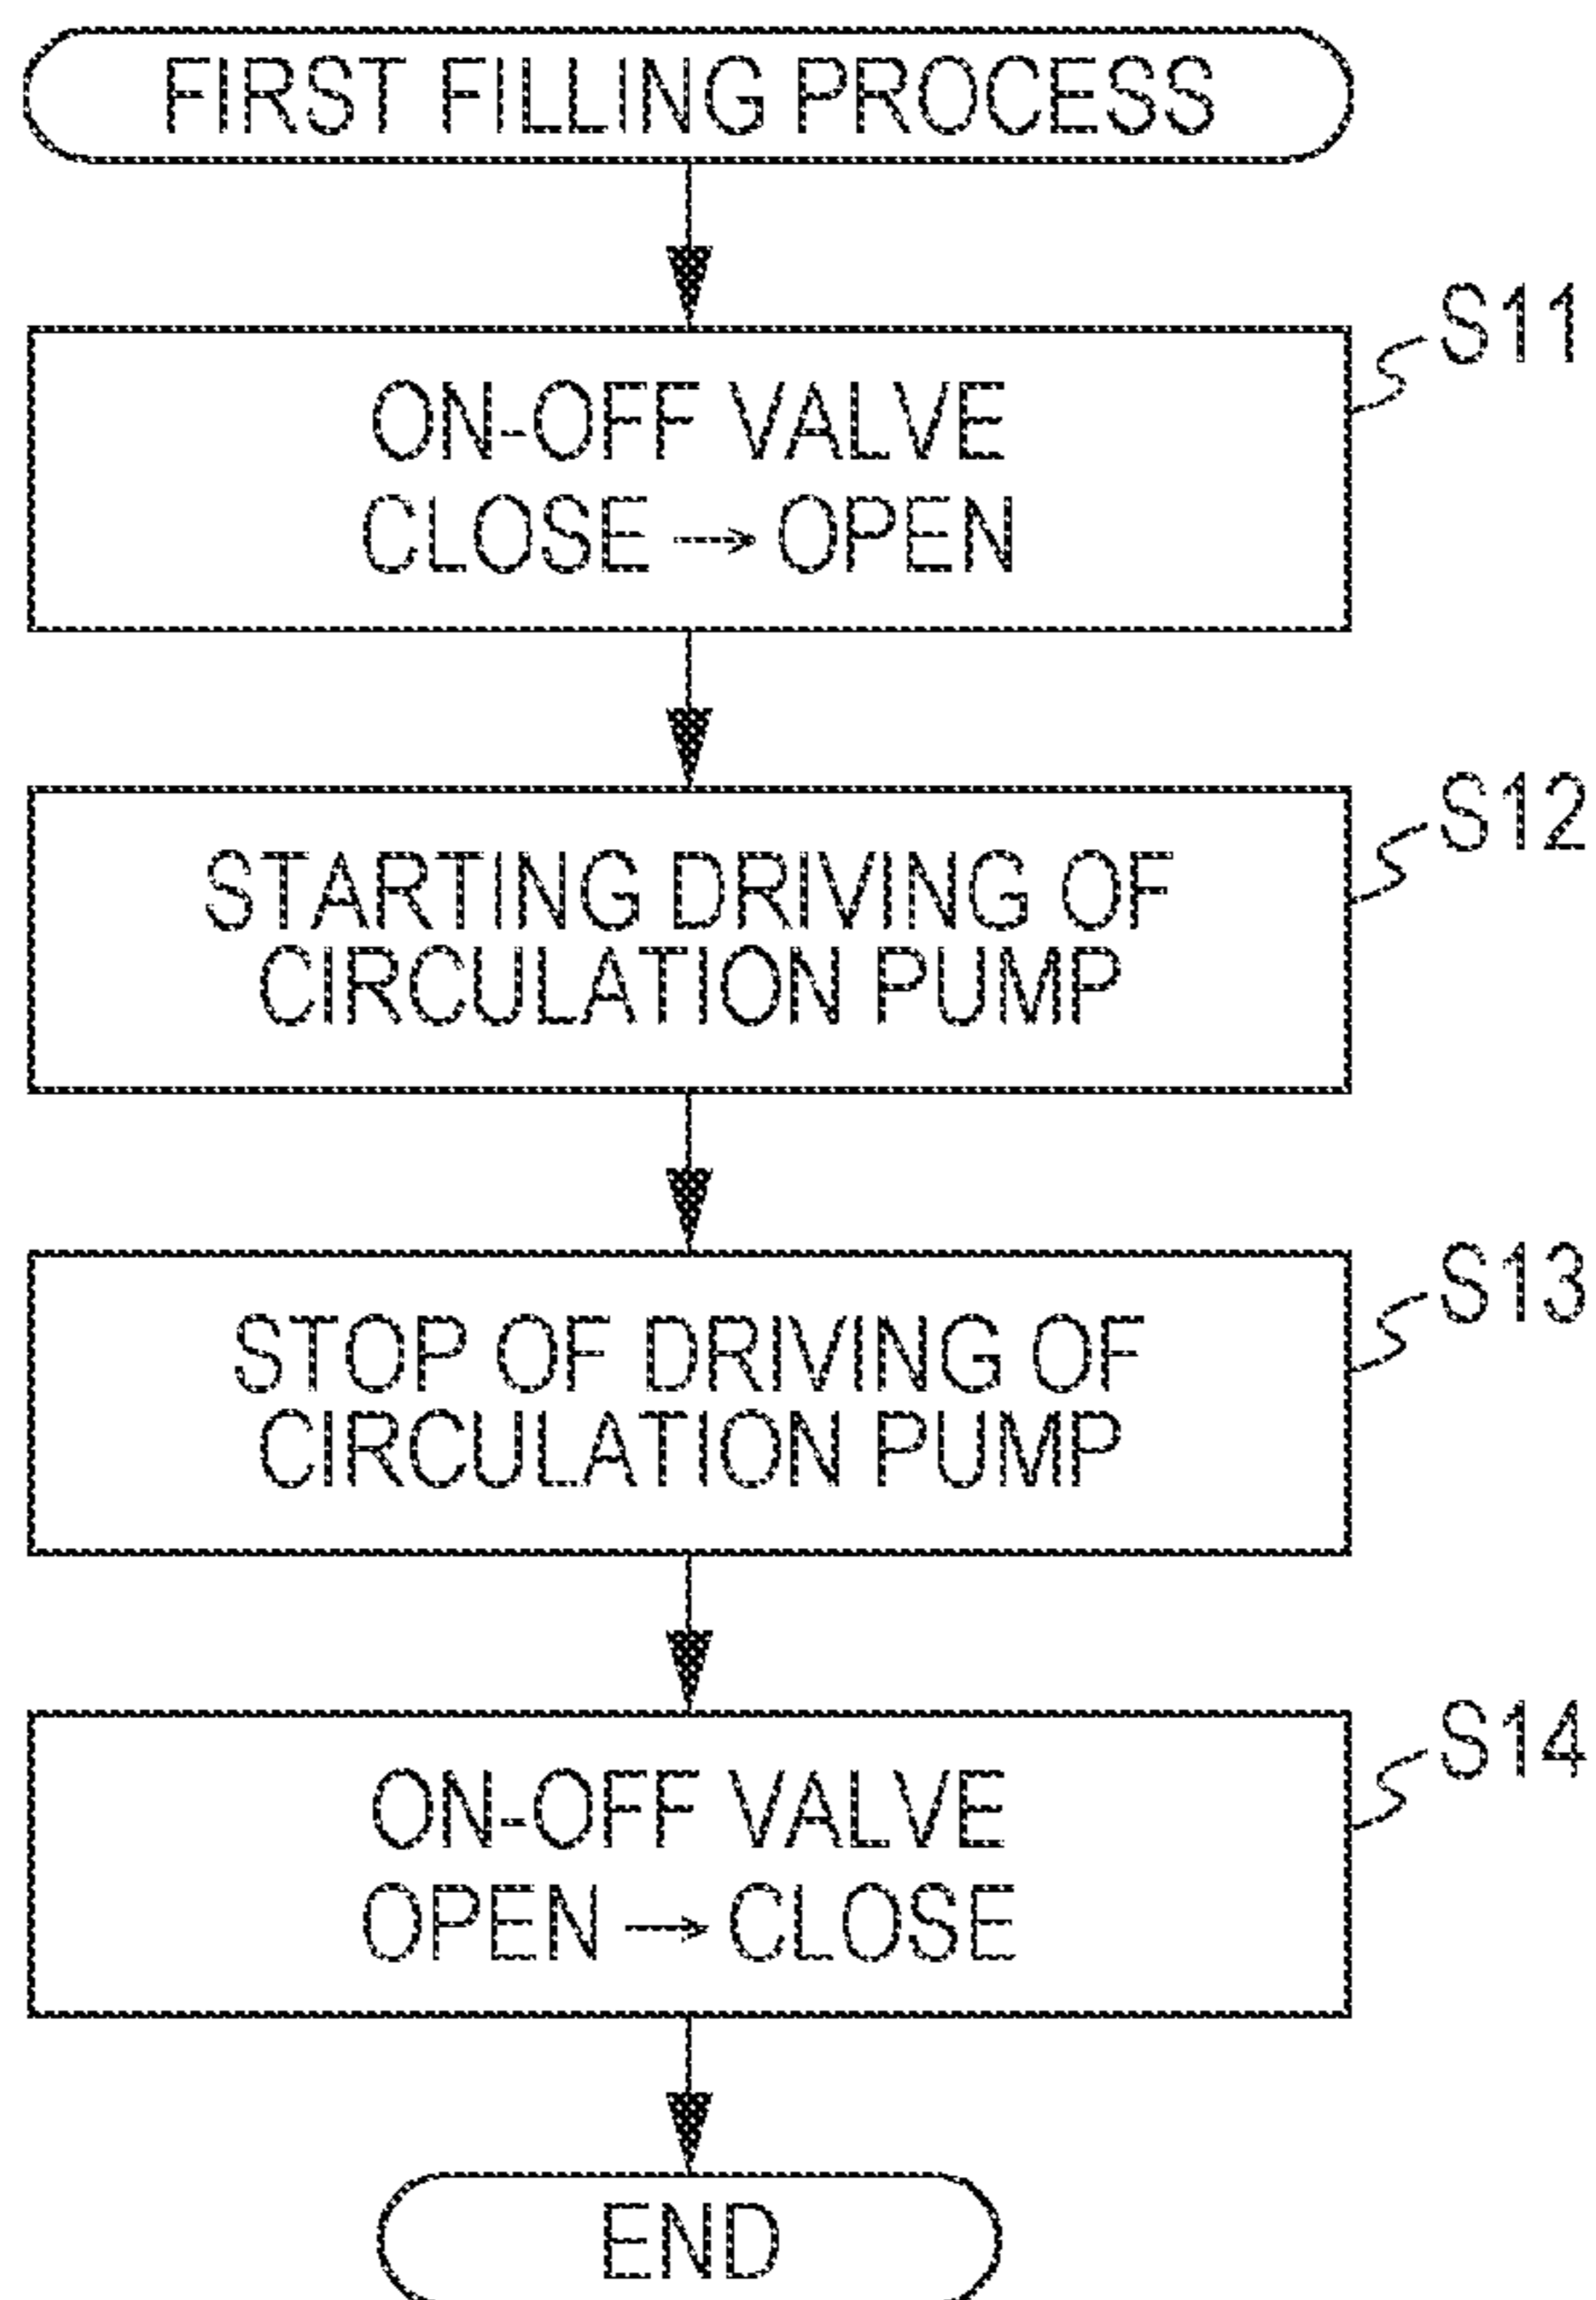 FIRST FILLING PROCESS
S11
ON-OFF VALVE
CLOSE → OPEN
S12
STARTING DRIVING OF
CIRCULATION PUMP
S13
STOP OF DRIVING OF
CIRCULATION PUMP
S14
ON-OFF VALVE
OPEN → CLOSE
END